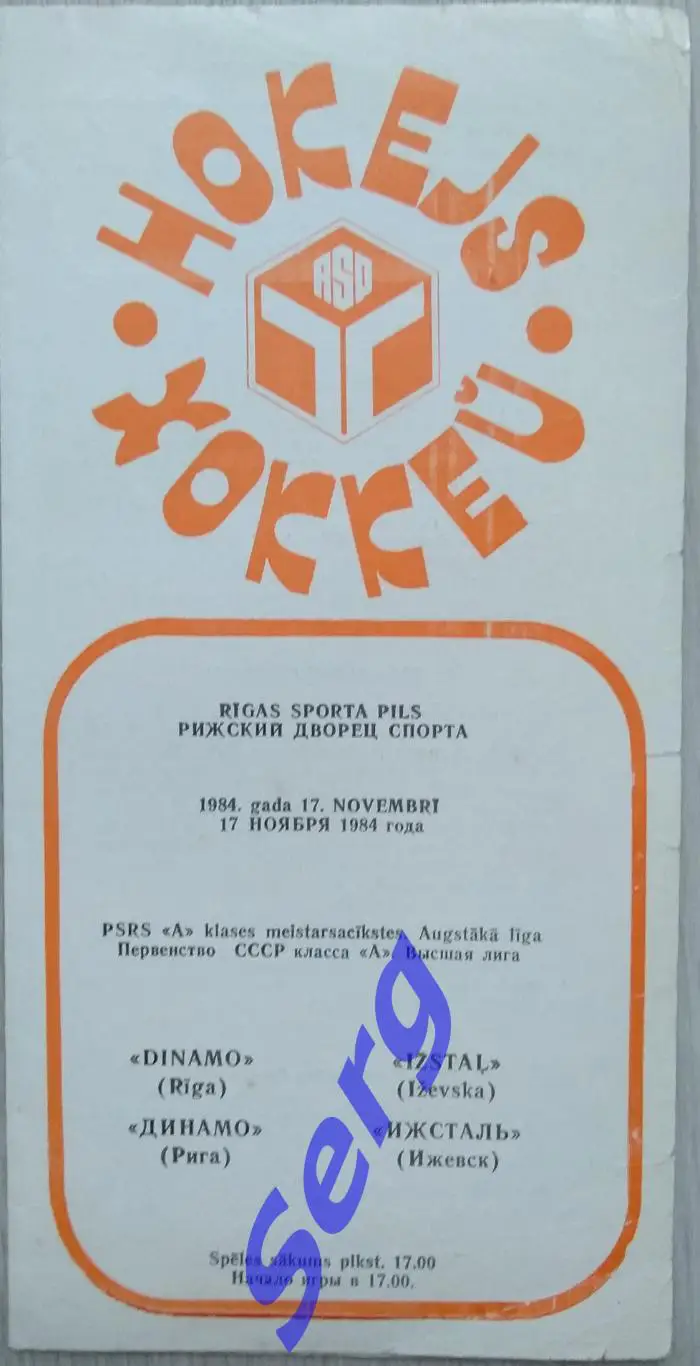 HOKEJS
RSP
ХОККЕЙ
RĪGAS SPORTA PILS
РИЖСКИЙ ДВОРЕЦ СПОРТА
1984. gada 17. NOVEMBRĪ
17 НОЯБРЯ 1984 года
PSRS «A» klases meistarsacīkstes. Augstākā līga
Первенство СССР класса «А». Высшая лига
«DINAMO» «IŽSTAĻ»
(Rīga) (Iževska)
«ДИНАМО» «ИЖСТАЛЬ»
(Рига) (Ижевск)
Spēles sākums plkst. 17.00
Начало игры в 17.00.
Serg